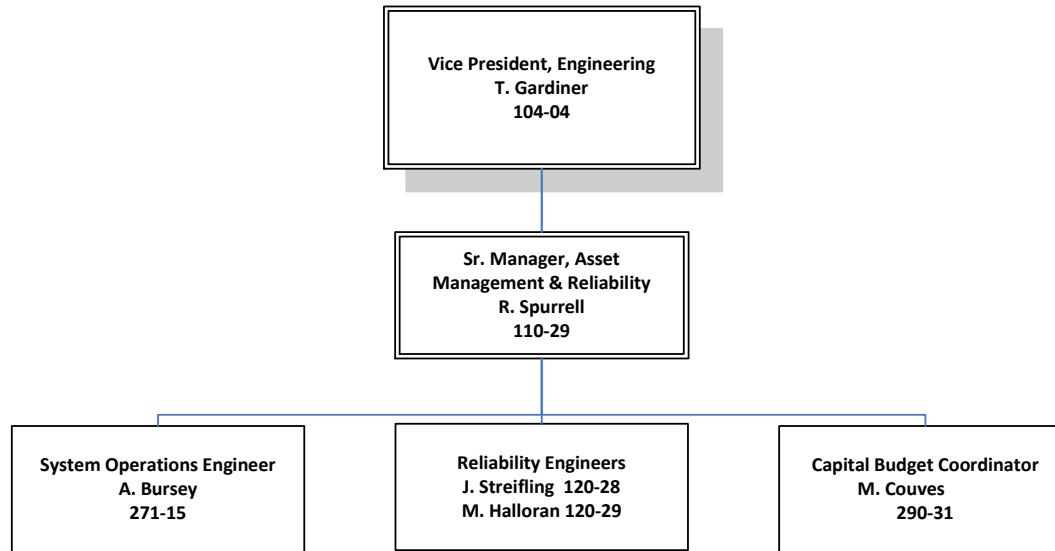 Vice President, Engineering
T. Gardiner
104-04
Sr. Manager, Asset
Management & Reliability
R. Spurrell
110-29
System Operations Engineer
A. Bursey
271-15
Reliability Engineers
J. Streifling 120-28
M. Halloran 120-29
Capital Budget Coordinator
M. Couves
290-31